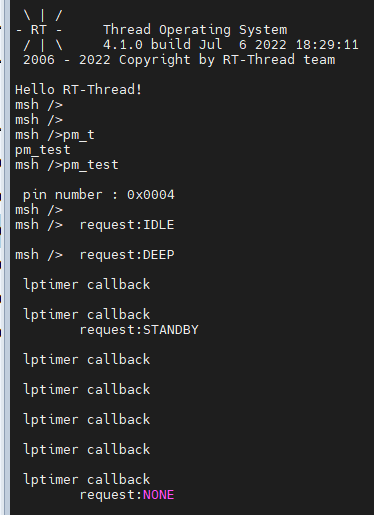 \ | /
- RT -     Thread Operating System
/ | \     4.1.0 build Jul  6 2022 18:29:11
2006 - 2022 Copyright by RT-Thread team
Hello RT-Thread!
msh />
msh />
msh />pm_t
pm_test
msh />pm_test
pin number : 0x0004
msh />
msh />  request:IDLE
msh />  request:DEEP
lptimer callback
lptimer callback
request:STANDBY
lptimer callback
lptimer callback
lptimer callback
lptimer callback
lptimer callback
request:NONE